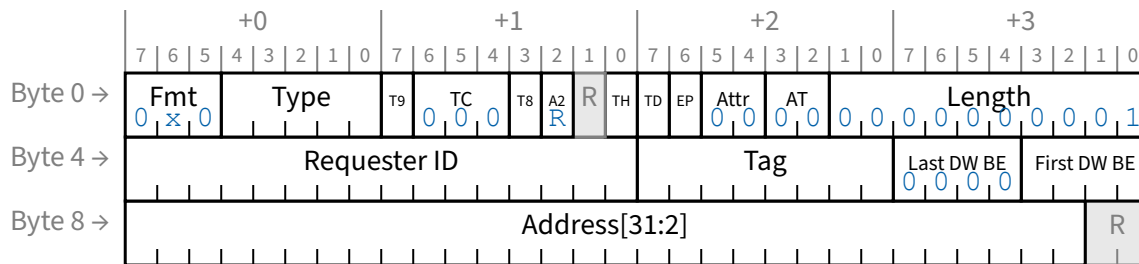 +0 +1 +2 +3
7 6 5 4 3 2 1 0 7 6 5 4 3 2 1 0 7 6 5 4 3 2 1 0 7 6 5 4 3 2 1 0
Byte 0 → Fmt Type T9 TC T8 A2 R TH TD EP Attr AT Length
0 x 0 0 0 0 R 0 0 0 0 0 0 0 0 0 0 0 0 0 1
Byte 4 → Requester ID Tag Last DW BE First DW BE
0 0 0 0
Byte 8 → Address[31:2] R